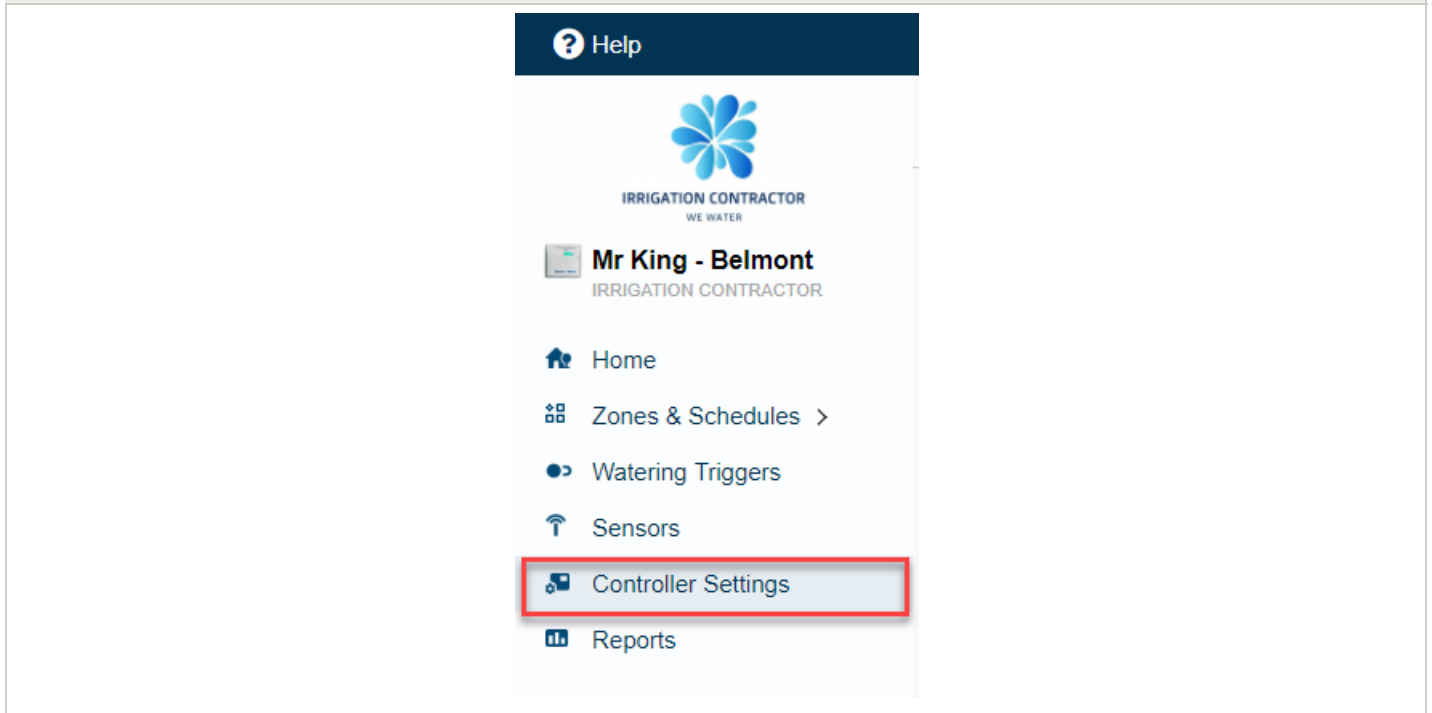 ? Help
IRRIGATION CONTRACTOR
WE WATER
Mr King - Belmont
IRRIGATION CONTRACTOR
Home
Zones & Schedules >
Watering Triggers
Sensors
Controller Settings
Reports